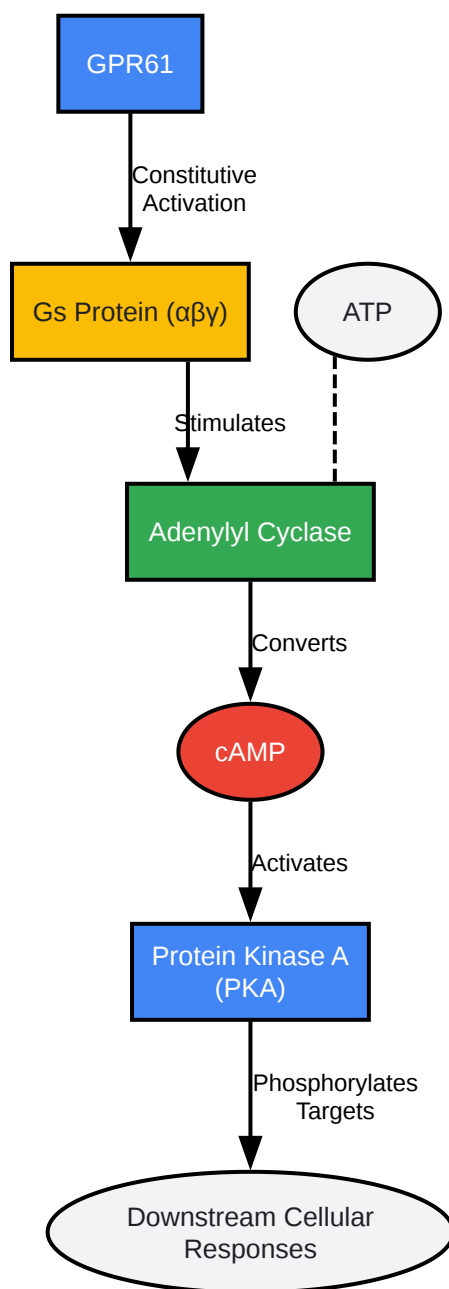 GPR61
Constitutive
Activation
Gs Protein (αβγ)
ATP
Stimulates
Adenylyl Cyclase
Converts
cAMP
Activates
Protein Kinase A
(PKA)
Phosphorylates
Targets
Downstream Cellular
Responses